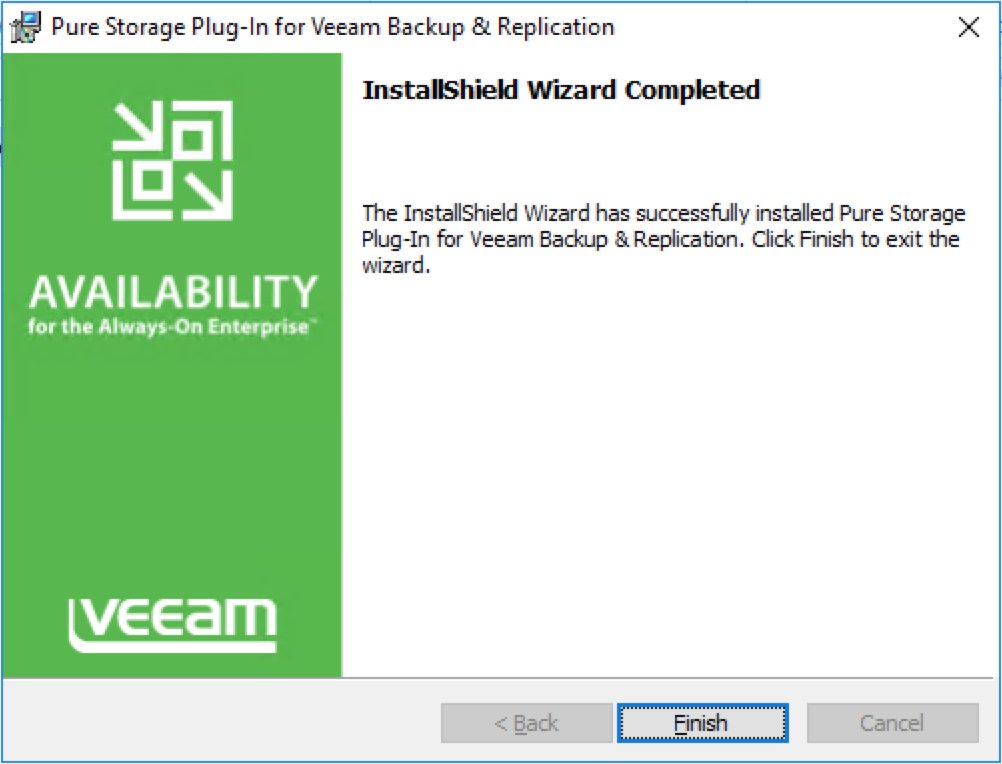 Pure Storage Plug-In for Veeam Backup & Replication
InstallShield Wizard Completed
The InstallShield Wizard has successfully installed Pure Storage
Plug-In for Veeam Backup & Replication. Click Finish to exit the
wizard.
AVAILABILITY
for the Always-On Enterprise™
veeam
< Back
Finish
Cancel